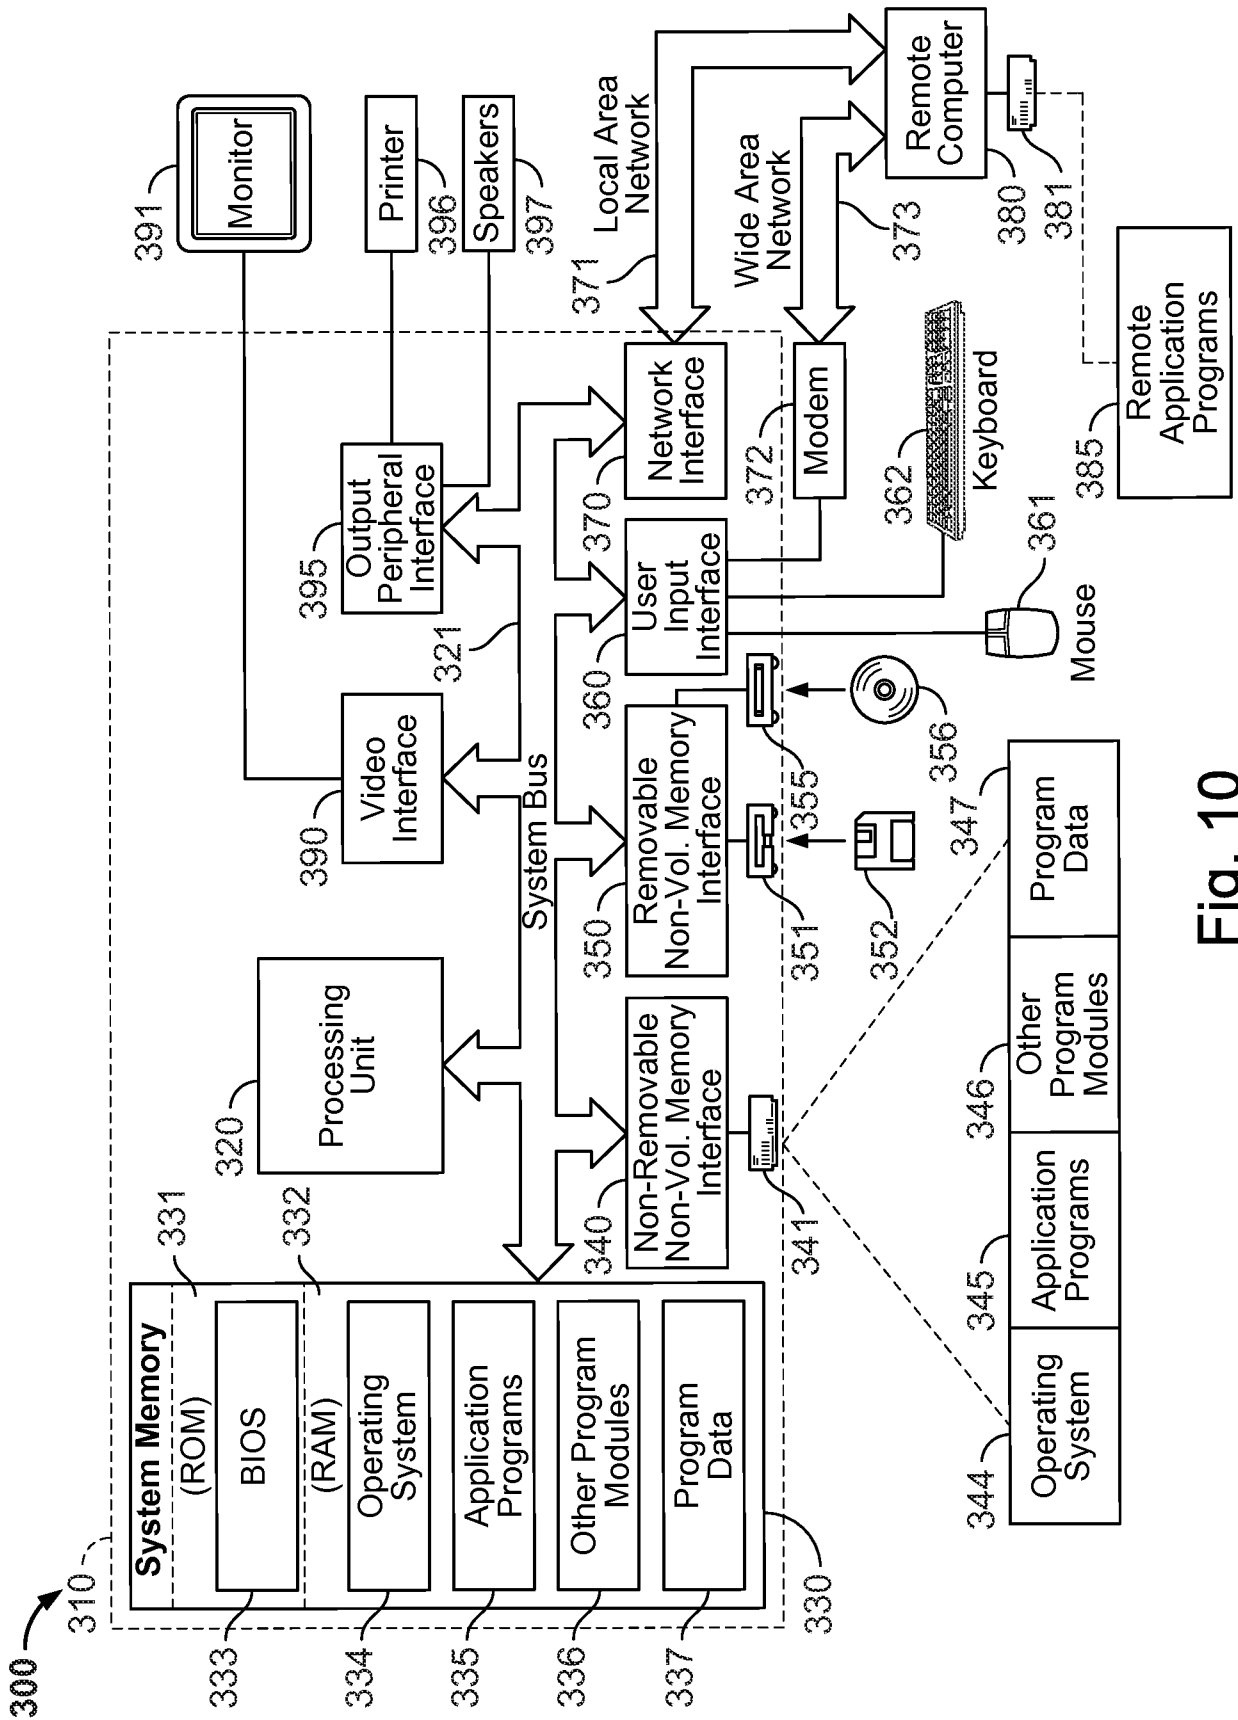 300
310
System Memory
(ROM)
331
BIOS
333
(RAM)
332
Operating
System
334
Application
Programs
335
Other Program
Modules
336
Program
Data
337
330
320
Processing
Unit
390
Video
Interface
395
Output
Peripheral
Interface
391
Monitor
Printer
396
Speakers
397
321
System Bus
340
Non-Removable
Non-Vol. Memory
Interface
341
350
Removable
Non-Vol. Memory
Interface
351
355
352
356
360
User
Input
Interface
370
Network
Interface
372
Modem
371
Local Area
Network
Wide Area
Network
373
Remote
Computer
380
381
362
Keyboard
361
Mouse
385
Remote
Application
Programs
344
Operating
System
345
Application
Programs
346
Other
Program
Modules
347
Program
Data
Fig. 10